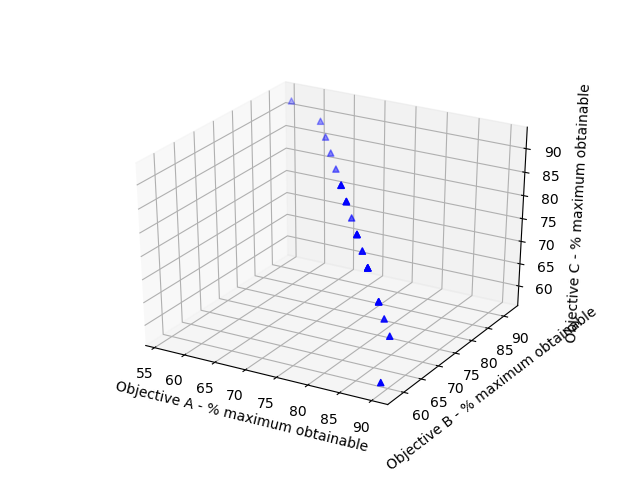 55 60 65 70 75 80 85 90
Objective A - % maximum obtainable
60 65 70 75 80 85 90
Objective B - % maximum obtainable
60 65 70 75 80 85 90
Objective C - % maximum obtainable